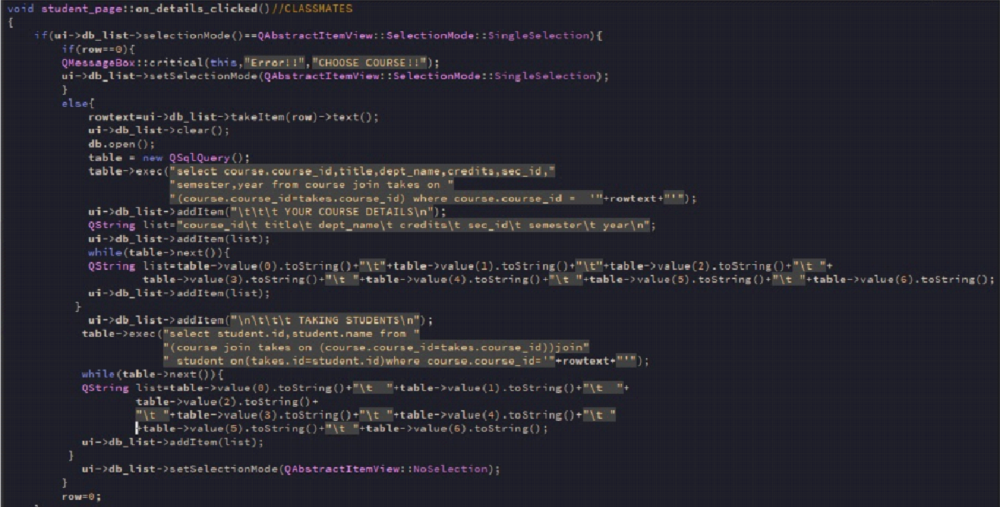 void student_page::on_details_clicked()//CLASSMATES
{
    if(ui->db_list->selectionMode()==QAbstractItemView::SelectionMode::SingleSelection){
        if(row==0){
        QMessageBox::critical(this,"Error!!","CHOOSE COURSE!!");
        ui->db_list->setSelectionMode(QAbstractItemView::SelectionMode::SingleSelection);
        }
        else{
            rowtext=ui->db_list->takeItem(row)->text();
            ui->db_list->clear();
            db.open();
            table = new QSqlQuery();
            table->exec("select course.course_id,title,dept_name,credits,sec_id,"
                        "semester,year from course join takes on "
                        "(course.course_id=takes.course_id) where course.course_id =  '"+rowtext+"'");
            ui->db_list->addItem("\t\t\t YOUR COURSE DETAILS\n");
            QString list="course_id\t title\t dept_name\t credits\t sec_id\t semester\t year\n";
            ui->db_list->addItem(list);
            while(table->next()){
            QString list=table->value(0).toString()+"\t"+table->value(1).toString()+"\t"+table->value(2).toString()+"\t "+
                    table->value(3).toString()+"\t "+table->value(4).toString()+"\t "+table->value(5).toString()+"\t "+table->value(6).toString();
            ui->db_list->addItem(list);
          }
            ui->db_list->addItem("\n\t\t\t TAKING STUDENTS\n");
           table->exec("select student.id,student.name from "
                       "(course join takes on (course.course_id=takes.course_id))join"
                       " student on(takes.id=student.id)where course.course_id='"+rowtext+"'");
           while(table->next()){
           QString list=table->value(0).toString()+"\t  "+table->value(1).toString()+"\t  "+
                   table->value(2).toString()+
                   "\t "+table->value(3).toString()+"\t "+table->value(4).toString()+"\t "
                   +table->value(5).toString()+"\t "+table->value(6).toString();
           ui->db_list->addItem(list);
         }
           ui->db_list->setSelectionMode(QAbstractItemView::NoSelection);
        }
        row=0;